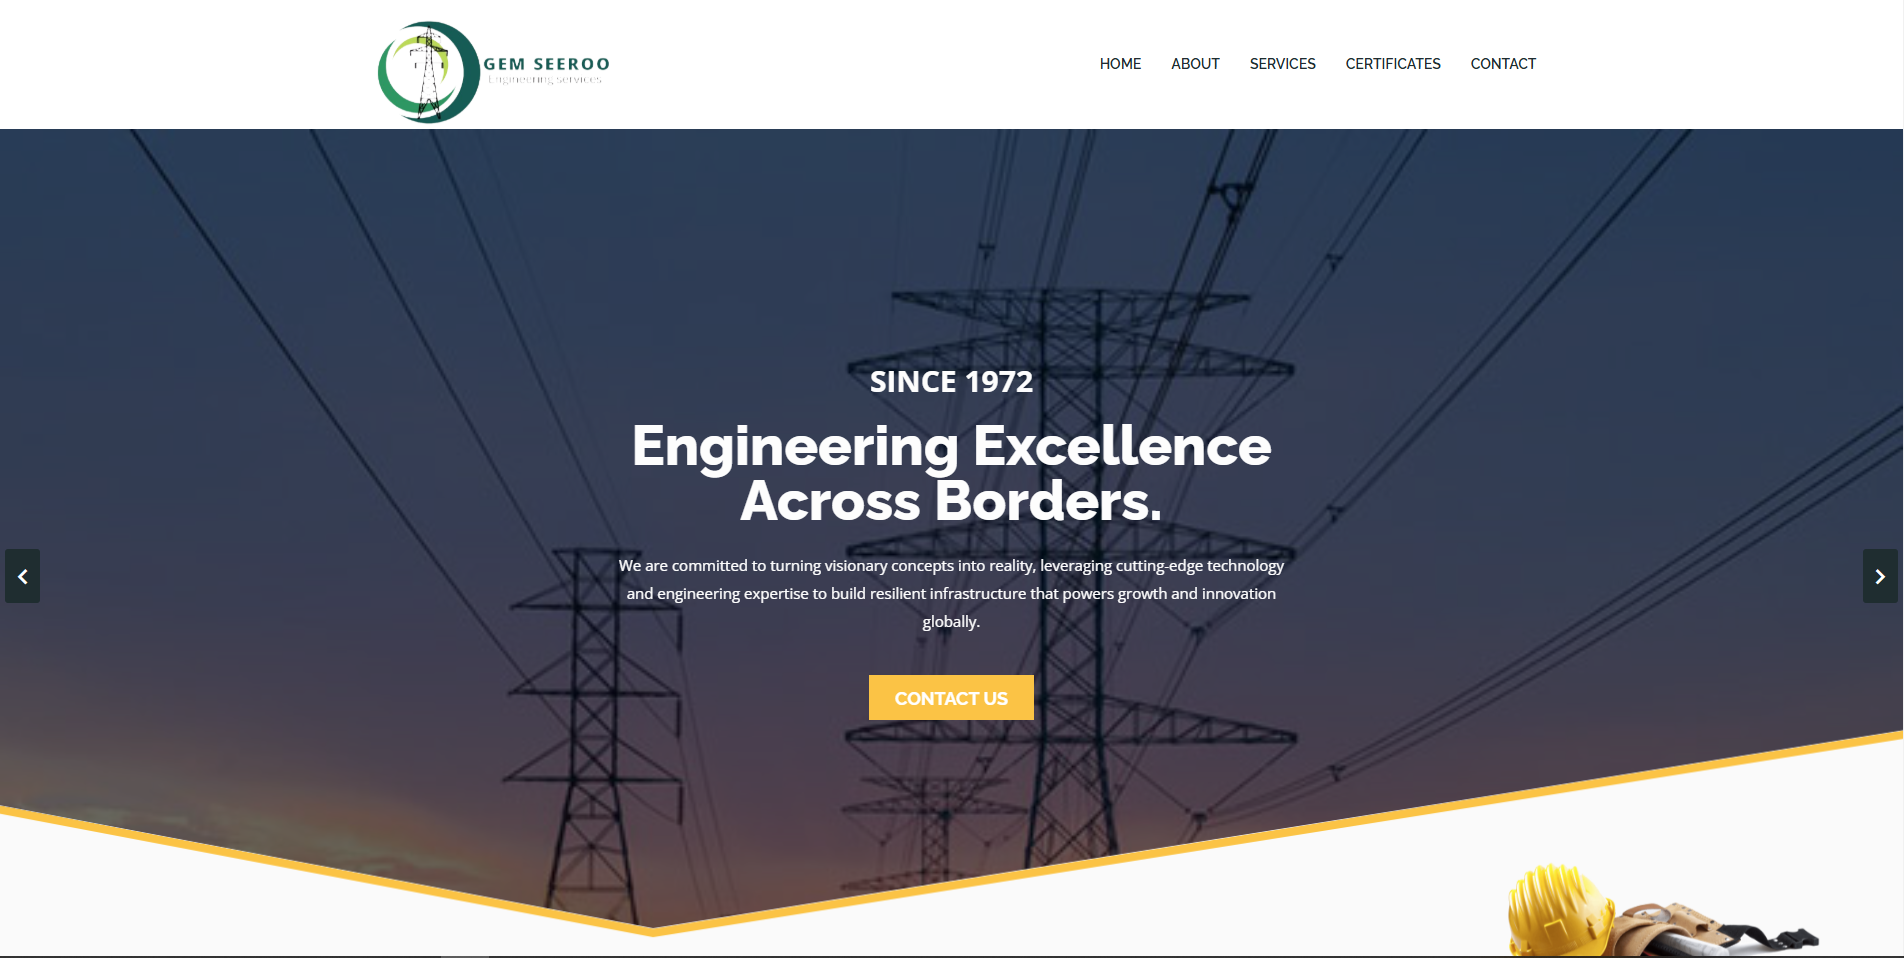 GEM SEEROO
Engineering services
HOME ABOUT SERVICES CERTIFICATES CONTACT
SINCE 1972
Engineering Excellence
Across Borders.
We are committed to turning visionary concepts into reality, leveraging cutting-edge technology
and engineering expertise to build resilient infrastructure that powers growth and innovation
globally.
CONTACT US